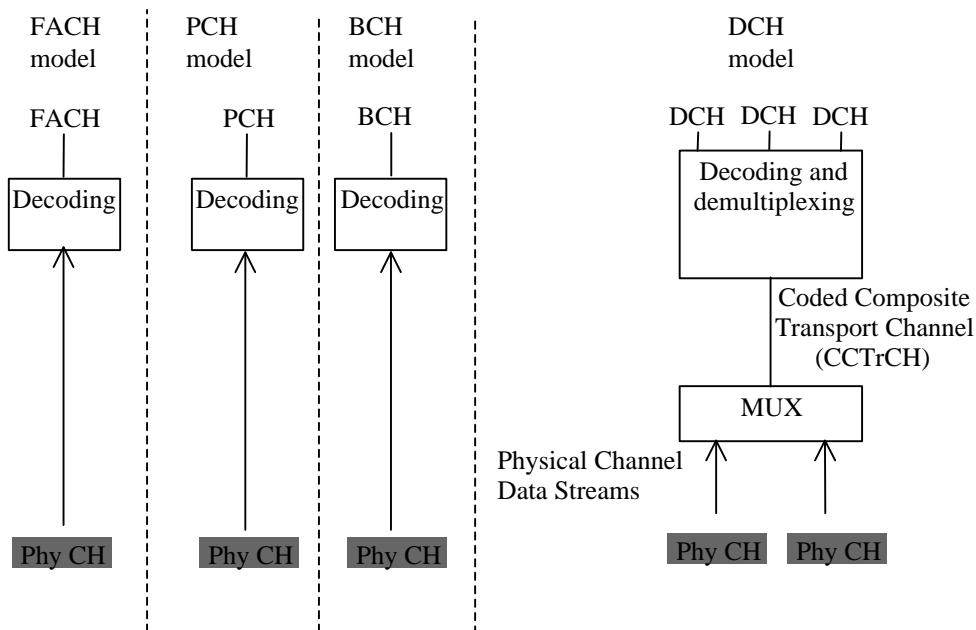 FACH
model
PCH
model
BCH
model
DCH
model
FACH
PCH
BCH
DCH DCH DCH
Decoding
Decoding
Decoding
Decoding and
demultiplexing
Coded Composite
Transport Channel
(CCTrCH)
MUX
Physical Channel
Data Streams
Phy CH
Phy CH
Phy CH
Phy CH
Phy CH